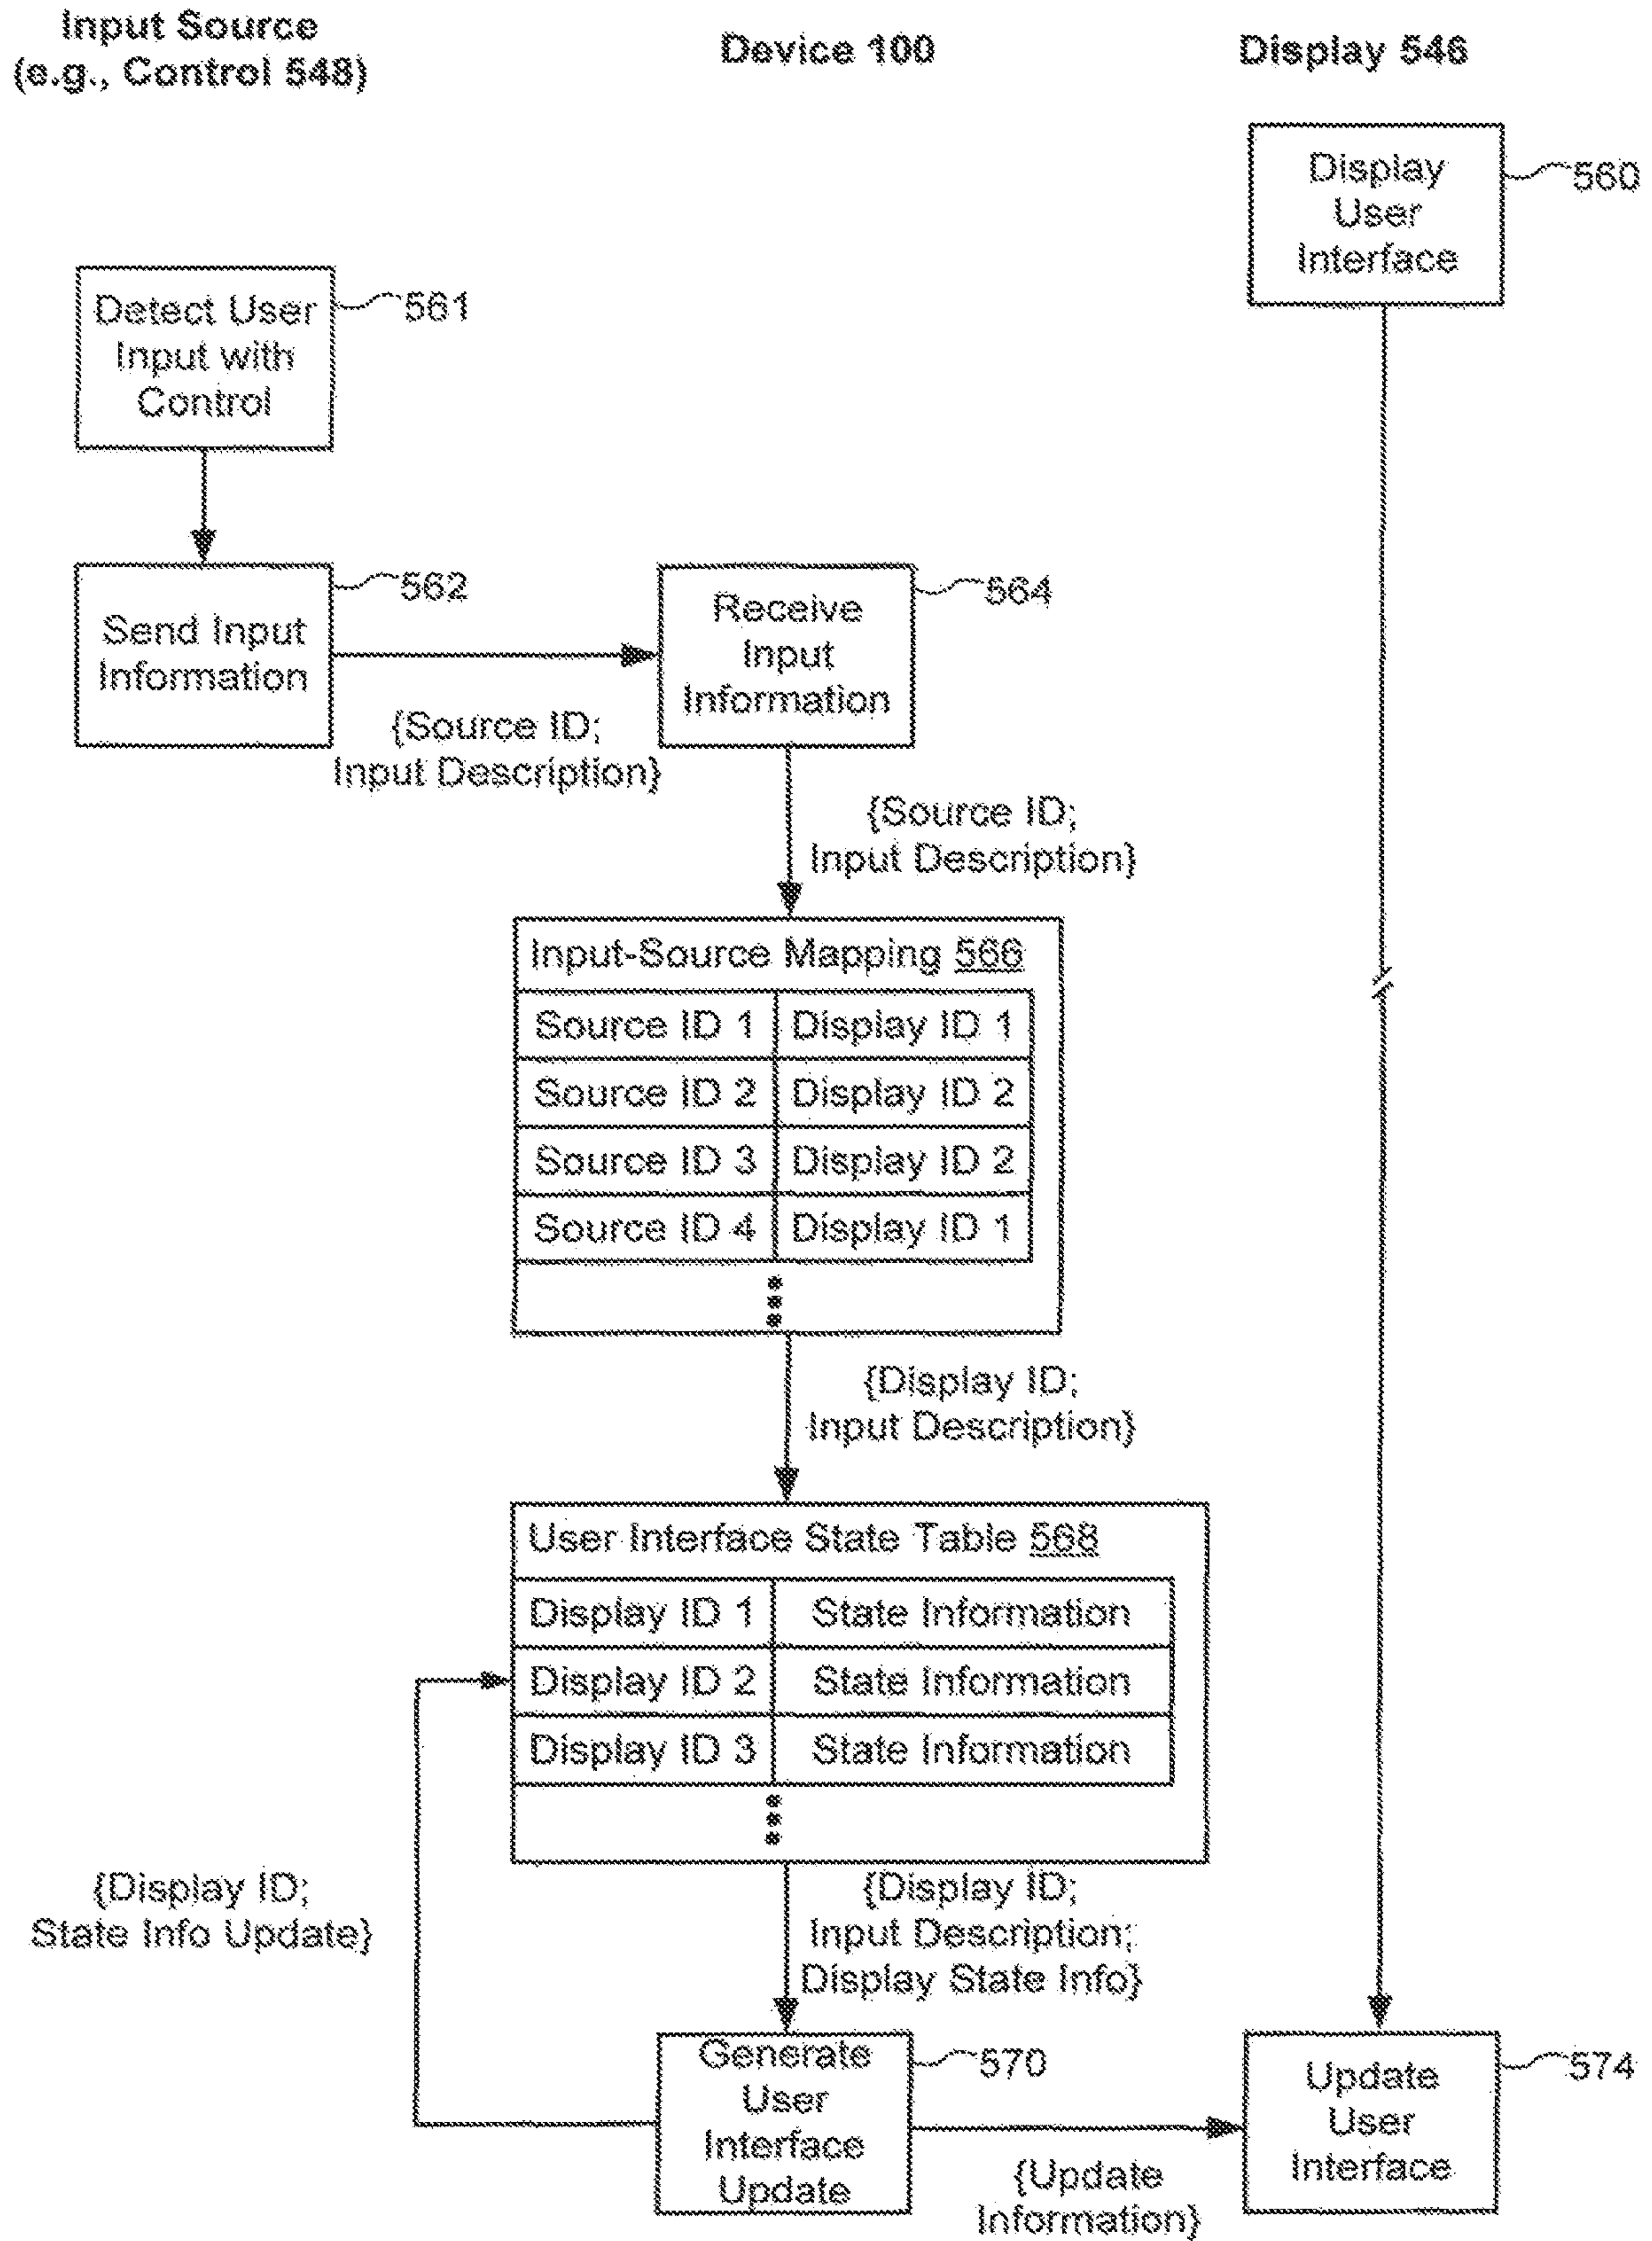 Input Source
(e.g., Control 548)
Device 100
Display 546
Display
User
Interface
560
Detect User
Input with
Control
561
Send Input
Information
562
Receive
Input
Information
564
{Source ID;
Input Description}
{Source ID;
Input Description}
Input-Source Mapping 566
Source ID 1 Display ID 1
Source ID 2 Display ID 2
Source ID 3 Display ID 2
Source ID 4 Display ID 1
{Display ID;
Input Description}
User Interface State Table 568
Display ID 1 State Information
Display ID 2 State Information
Display ID 3 State Information
{Display ID;
State Info Update}
{Display ID;
Input Description;
Display State Info}
Generate
User
Interface
Update
570
{Update
Information}
Update
User
Interface
574